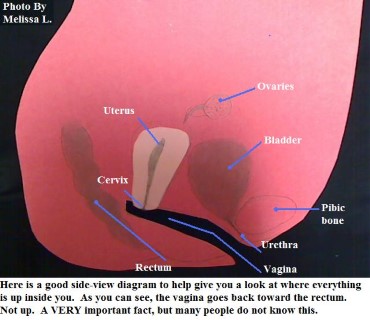 Photo By
Melissa L.
Ovaries
Uterus
Bladder
Cervix
Pibic
bone
Urethra
Rectum
Vagina
Here is a good side-view diagram to help give you a look at where everything
is up inside you. As you can see, the vagina goes back toward the rectum.
Not up. A VERY important fact, but many people do not know this.